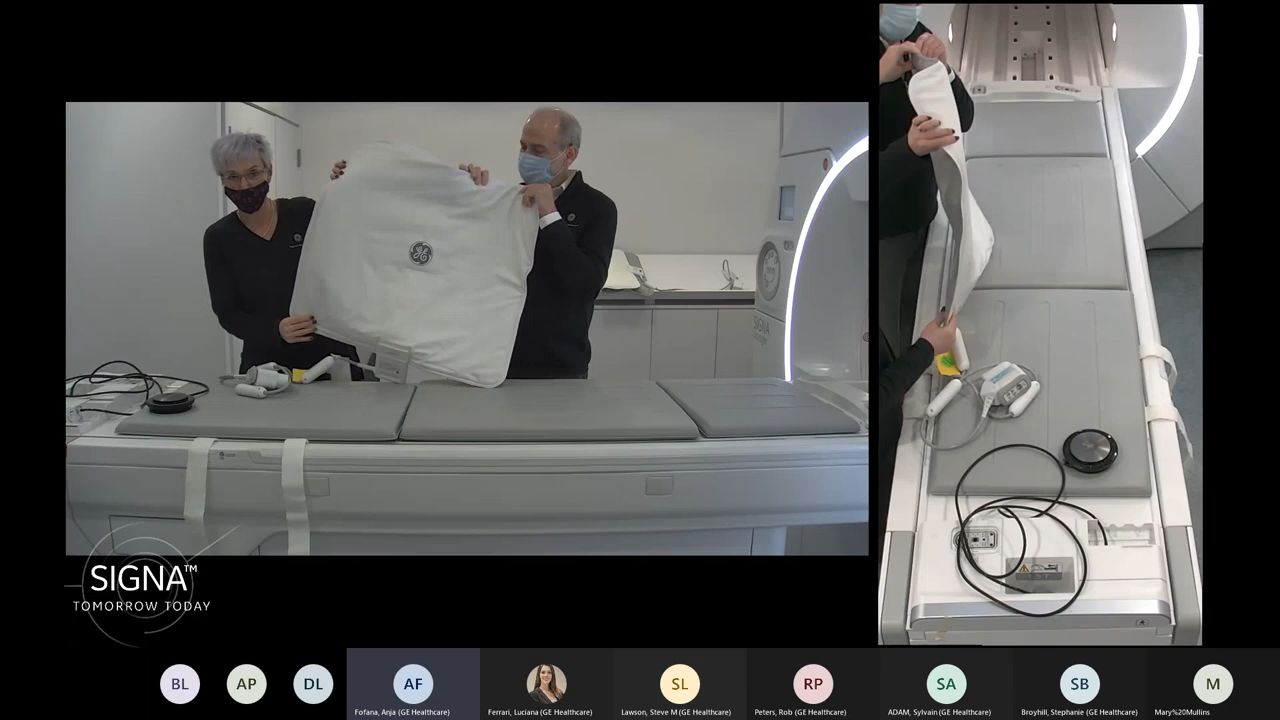 SIGNA
SIGNA™
TOMORROW TODAY
BL
AP
DL
AF
SL
RP
SA
SB
M
Fofana, Anja (GE Healthcare)
Ferrari, Luciana (GE Healthcare)
Lawson, Steve M (GE Healthcare)
Peters, Rob (GE Healthcare)
ADAM, Sylvain (GE Healthcare)
Broyhill, Stephanie (GE Healthcare)
Mary%20Mullins